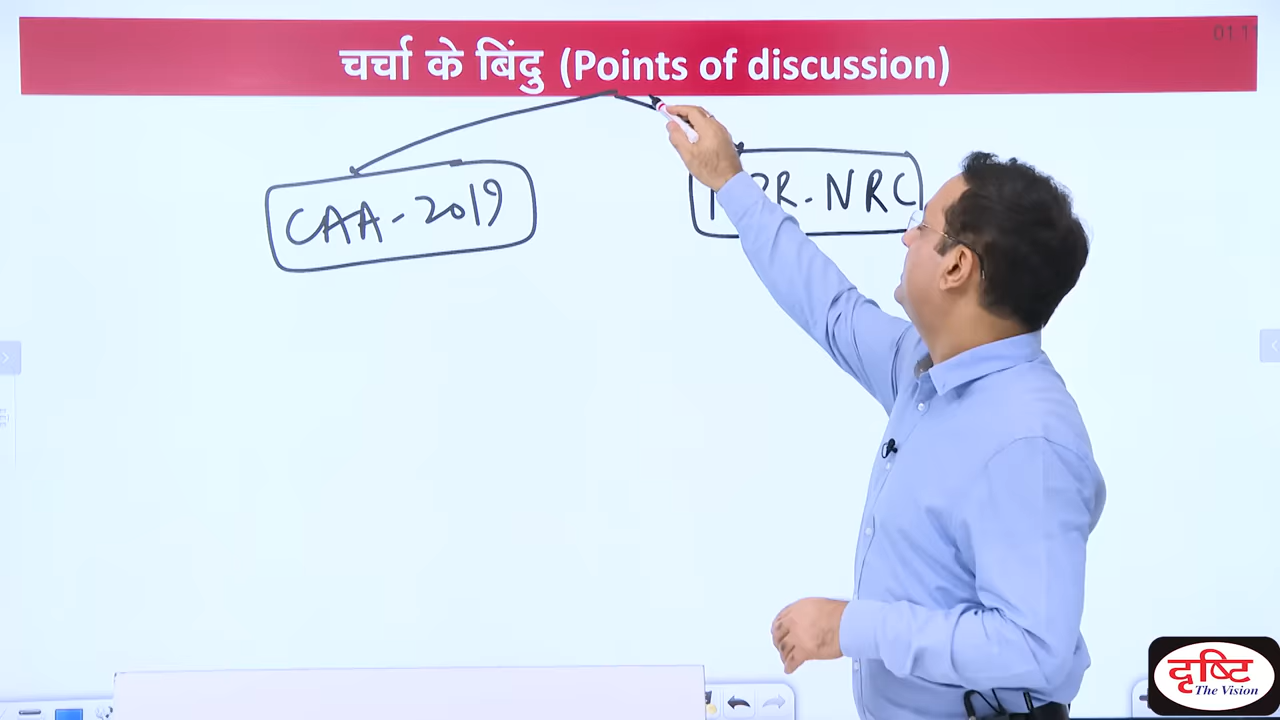 चर्चा के बिंदु (Points of discussion)
CAA-2019
NRC
दृष्टि
The Vision